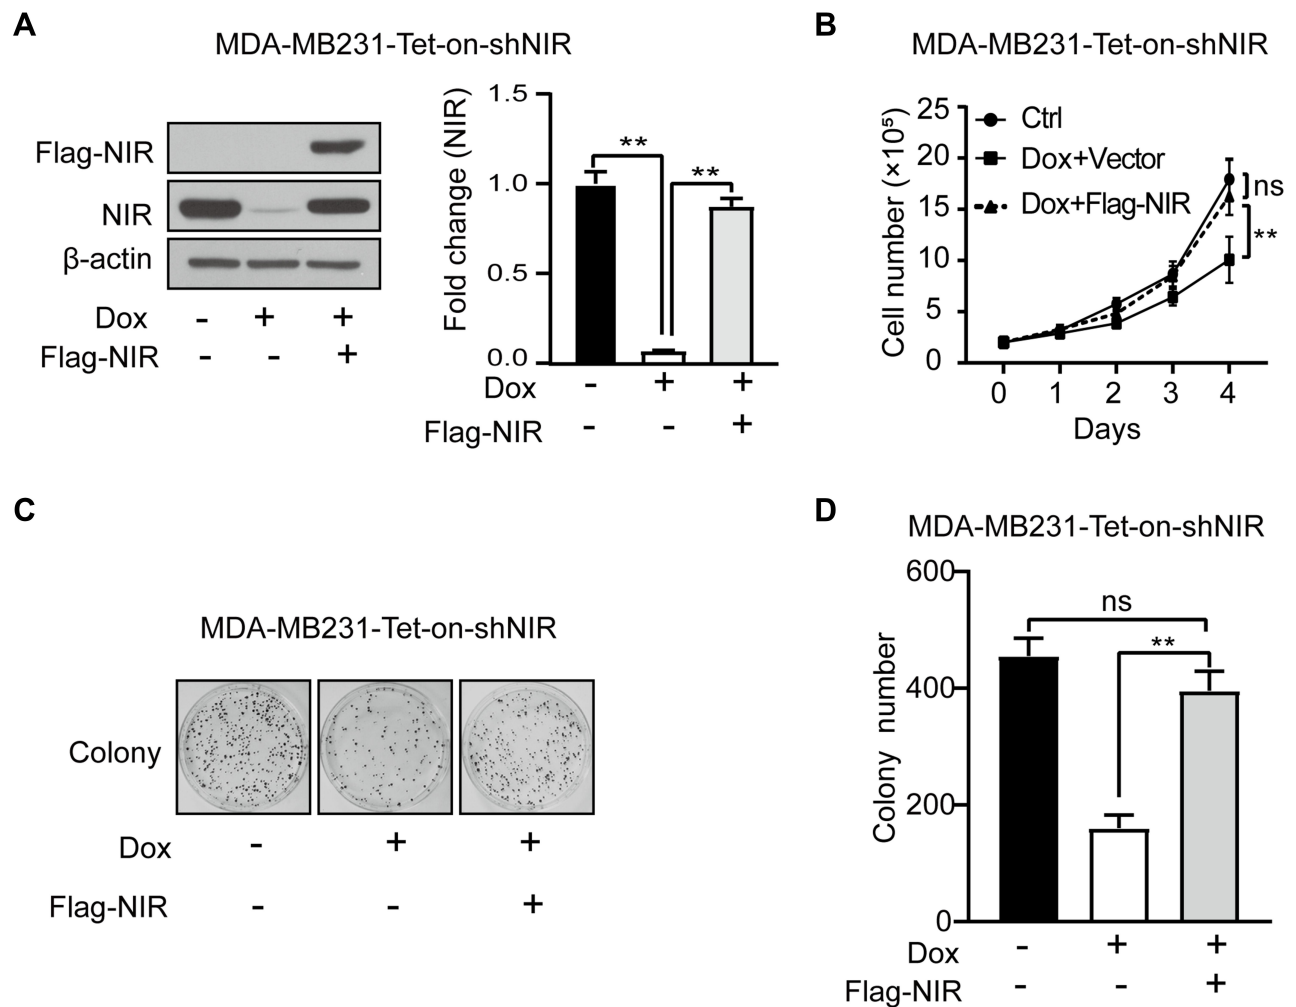 A
MDA-MB231-Tet-on-shNIR
Flag-NIR
NIR
β-actin
Dox - + +
Flag-NIR - - +
Fold change (NIR)
1.5
1.0
0.5
0.0
**
**
Dox - + +
Flag-NIR - - +
B
MDA-MB231-Tet-on-shNIR
Cell number (×10⁵)
25
20
15
10
5
0
Ctrl
Dox+Vector
Dox+Flag-NIR
ns
**
0 1 2 3 4
Days
C
MDA-MB231-Tet-on-shNIR
Colony
Dox - + +
Flag-NIR - - +
D
MDA-MB231-Tet-on-shNIR
Colony number
600
400
200
0
ns
**
Dox - + +
Flag-NIR - - +